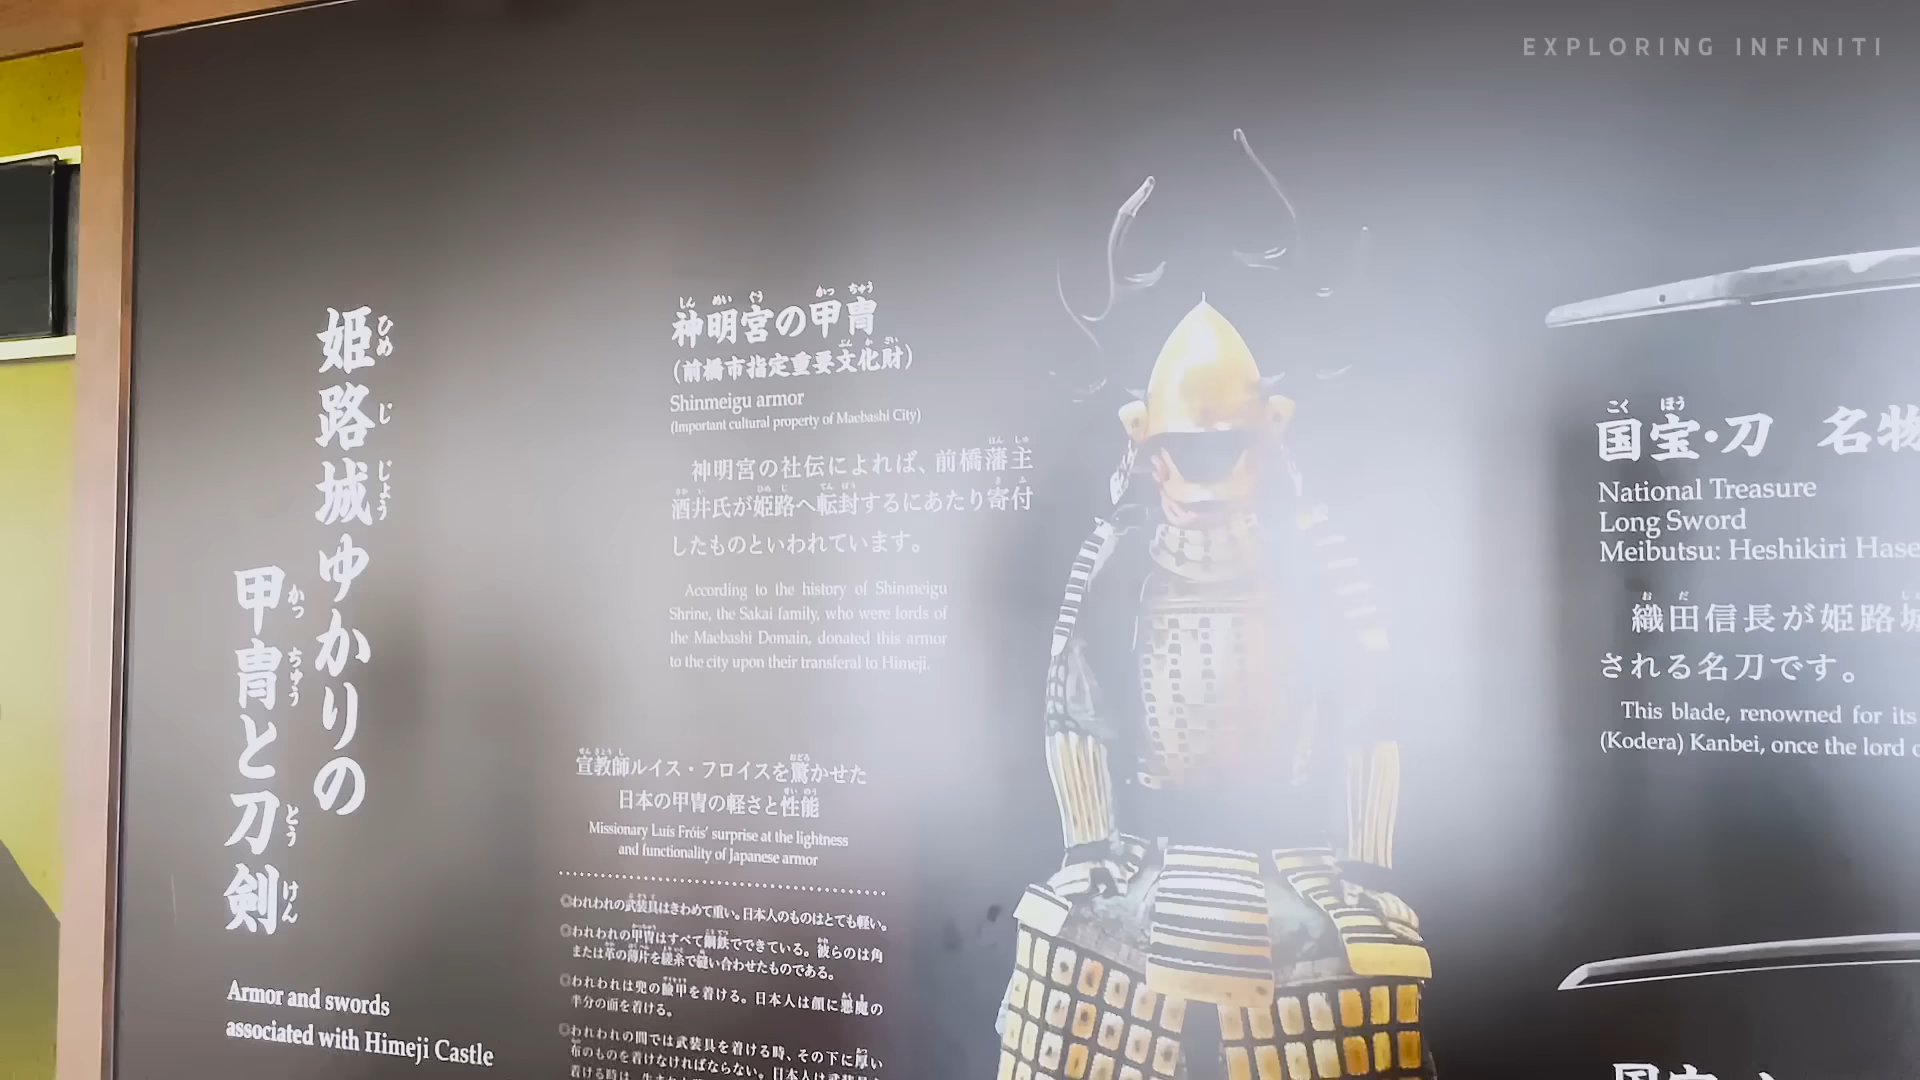 EXPLORING INFINITI
姫路城ゆかりの
甲冑と刀剣
Armor and swords
associated with Himeji Castle
神明宮の甲冑
(前橋市指定重要文化財)
Shinmeigu armor
(Important cultural property of Maebashi City)
神明宮の社伝によれば、前橋藩主
酒井氏が姫路へ転封するにあたり寄付
したものといわれています。
According to the history of Shinmeigu
Shrine, the Sakai family, who were lords of
the Maebashi Domain, donated this armor
to the city upon their transferal to Himeji.
宣教師ルイス・フロイスを驚かせた
日本の甲冑の軽さと性能
Missionary Luís Fróis' surprise at the lightness
and functionality of Japanese armor
◎われわれの武装具はきわめて重い。日本人のものはとても軽い。
◎われわれの甲冑はすべて鋼鉄でできている。彼らのは角
または革の薄片を縒糸で縫い合わせたものである。
◎われわれは兜の輪甲を着ける。日本人は顔に悪魔の
半分の面を着ける。
◎われわれの間では武装具を着ける時、その下に厚い
布のものを着けなければならない。日本人は武装具を
着ける時は、
国宝・刀 名物
National Treasure
Long Sword
Meibutsu: Heshikiri Hase
織田信長が姫路城
される名刀です。
This blade, renowned for its
(Kodera) Kanbei, once the lord
国宝